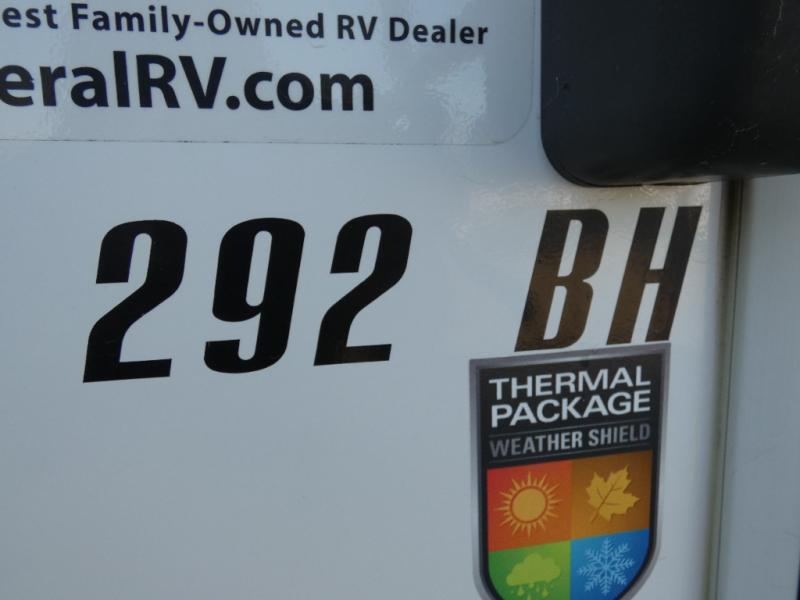 est Family-Owned RV Dealer
eralRV.com
292 BH
THERMAL
PACKAGE
WEATHER SHIELD